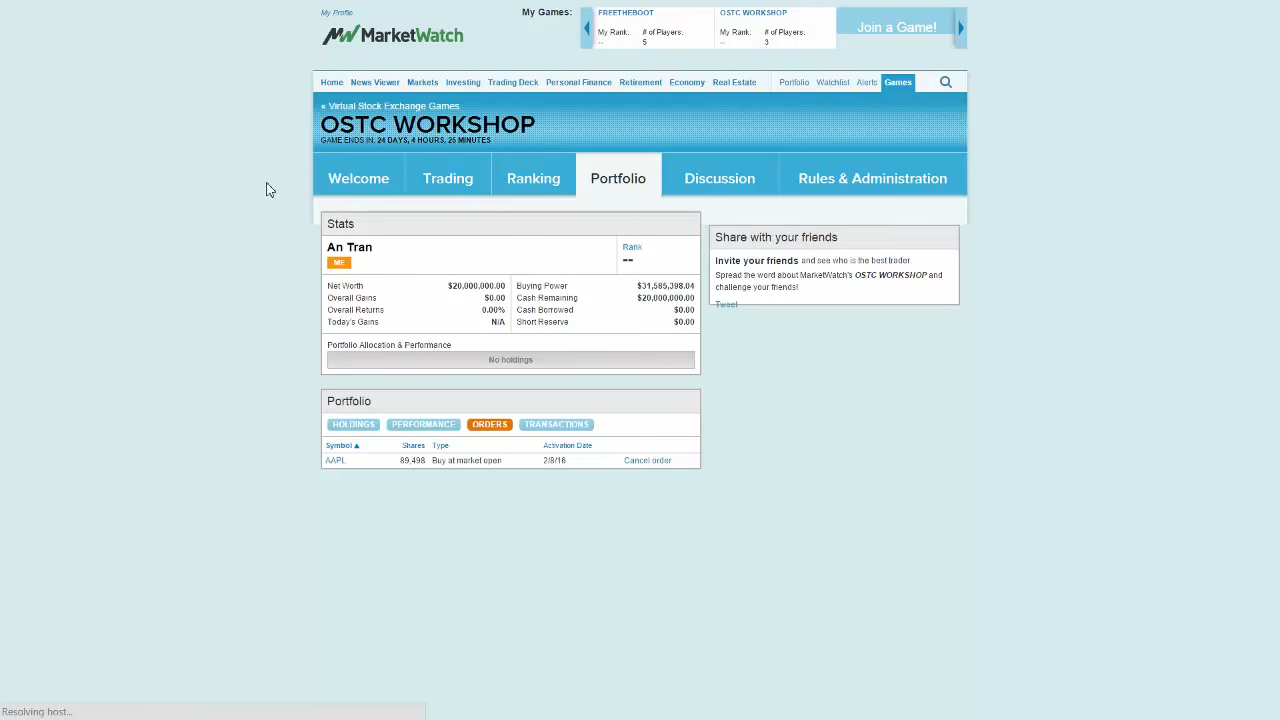 My Profile
MarketWatch
My Games:
FREETHEBOOT
My Rank: # of Players:
-- 5
OSTC WORKSHOP
My Rank: # of Players:
-- 3
Join a Game!
Home News Viewer Markets Investing Trading Deck Personal Finance Retirement Economy Real Estate Portfolio Watchlist Alerts Games
« Virtual Stock Exchange Games
OSTC WORKSHOP
GAME ENDS IN: 24 DAYS, 4 HOURS, 25 MINUTES
Welcome Trading Ranking Portfolio Discussion Rules & Administration
Stats
An Tran
ME
Rank
--
Net Worth $20,000,000.00 Buying Power $31,585,398.04
Overall Gains $0.00 Cash Remaining $20,000,000.00
Overall Returns 0.00% Cash Borrowed $0.00
Today's Gains N/A Short Reserve $0.00
Portfolio Allocation & Performance
No holdings
Portfolio
HOLDINGS PERFORMANCE ORDERS TRANSACTIONS
Symbol ▲ Shares Type Activation Date
AAPL 89,498 Buy at market open 2/8/16 Cancel order
Share with your friends
Invite your friends and see who is the best trader.
Spread the word about MarketWatch's OSTC WORKSHOP and
challenge your friends!
Tweet
Resolving host...